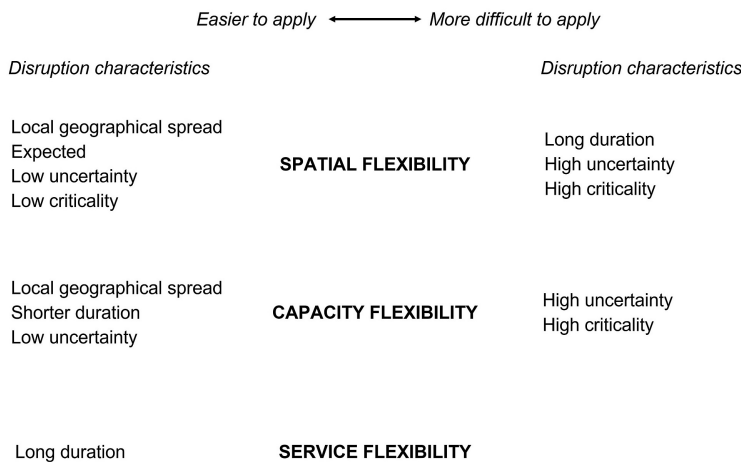 Easier to apply
More difficult to apply
Disruption characteristics
Disruption characteristics
Local geographical spread
Expected
Low uncertainty
Low criticality
SPATIAL FLEXIBILITY
Long duration
High uncertainty
High criticality
Local geographical spread
Shorter duration
Low uncertainty
CAPACITY FLEXIBILITY
High uncertainty
High criticality
Long duration
SERVICE FLEXIBILITY